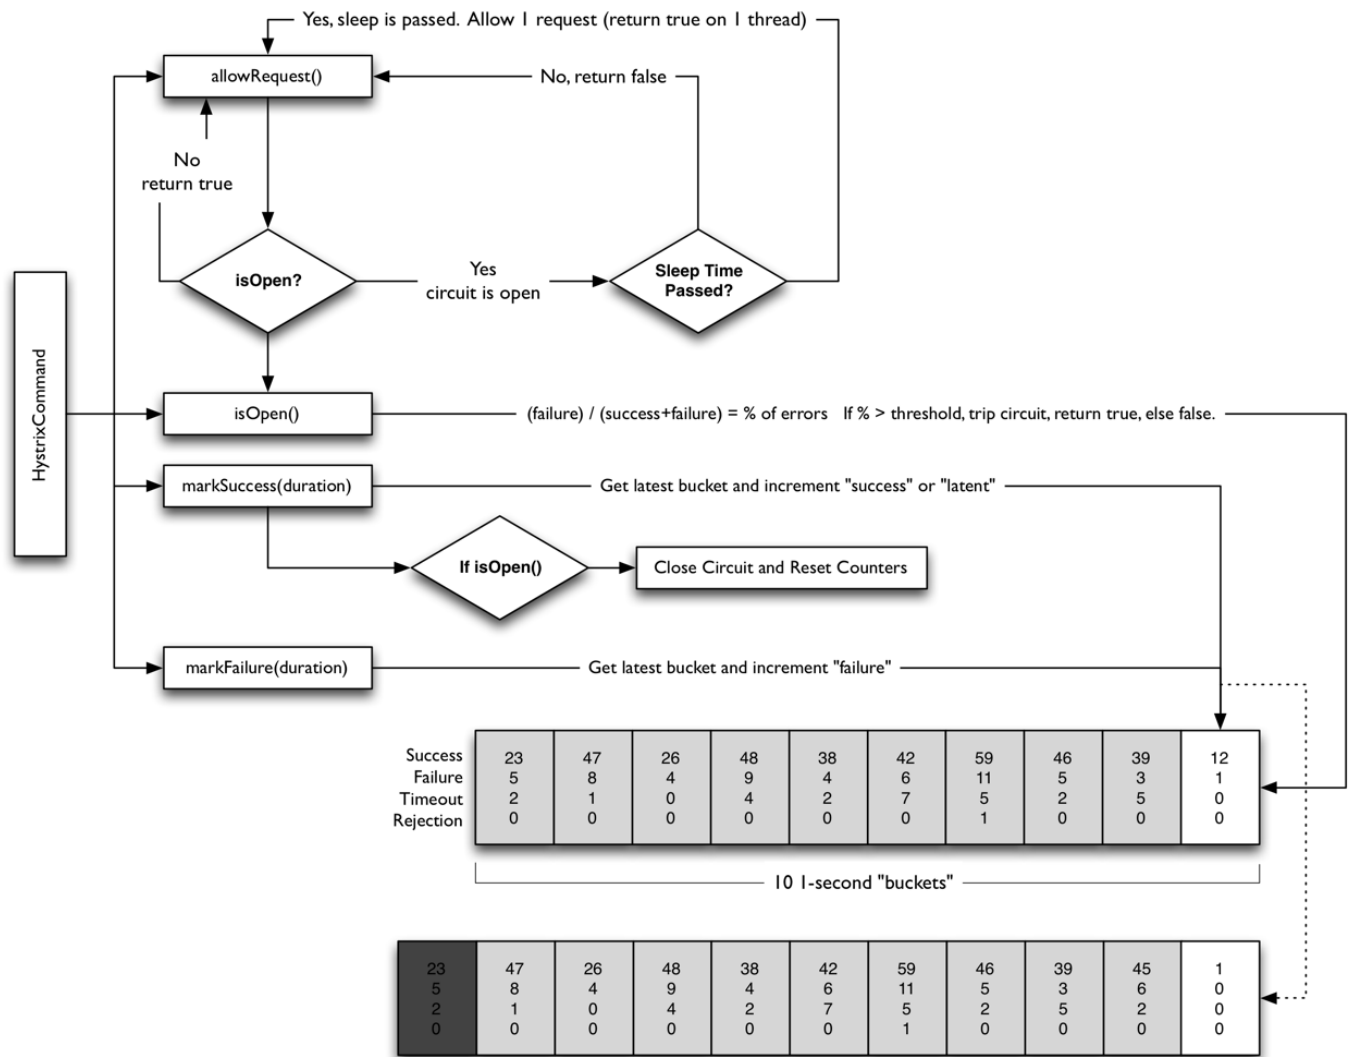 Yes, sleep is passed. Allow 1 request (return true on 1 thread)
allowRequest()
No, return false
No
return true
isOpen?
Yes
circuit is open
Sleep Time
Passed?
HystrixCommand
isOpen()
(failure) / (success+failure) = % of errors If % > threshold, trip circuit, return true, else false.
markSuccess(duration)
Get latest bucket and increment "success" or "latent"
If isOpen()
Close Circuit and Reset Counters
markFailure(duration)
Get latest bucket and increment "failure"
Success 23 47 26 48 38 42 59 46 39 12
Failure 5 8 4 9 4 6 11 5 3 1
Timeout 2 1 0 4 2 7 5 2 5 0
Rejection 0 0 0 0 0 0 1 0 0 0
10 1-second "buckets"
23 47 26 48 38 42 59 46 39 45 1
5 8 4 9 4 6 11 5 3 6 0
2 1 0 4 2 7 5 2 5 2 0
0 0 0 0 0 0 1 0 0 0 0